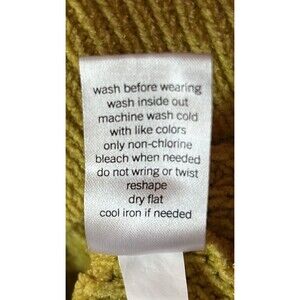 wash before wearing
wash inside out
machine wash cold
with like colors
only non-chlorine
bleach when needed
do not wring or twist
reshape
dry flat
cool iron if needed